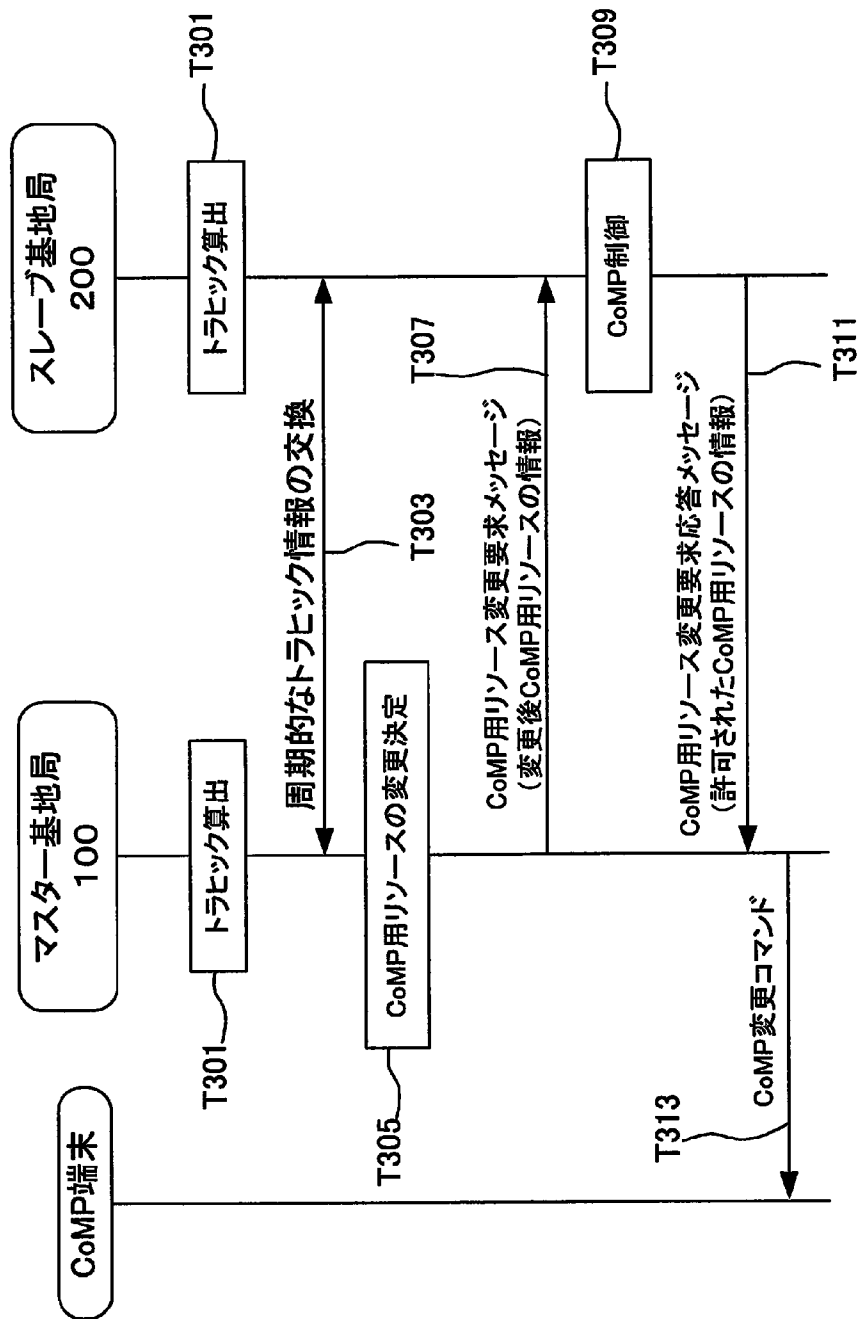 CoMP端末
マスター基地局
100
スレーブ基地局
200
T301
トラヒック算出
トラヒック算出
T301
周期的なトラヒック情報の交換
T303
T305
CoMP用リソースの変更決定
CoMP用リソース変更要求メッセージ
(変更後CoMP用リソースの情報)
T307
CoMP制御
T309
CoMP用リソース変更要求応答メッセージ
(許可されたCoMP用リソースの情報)
T311
T313
CoMP変更コマンド